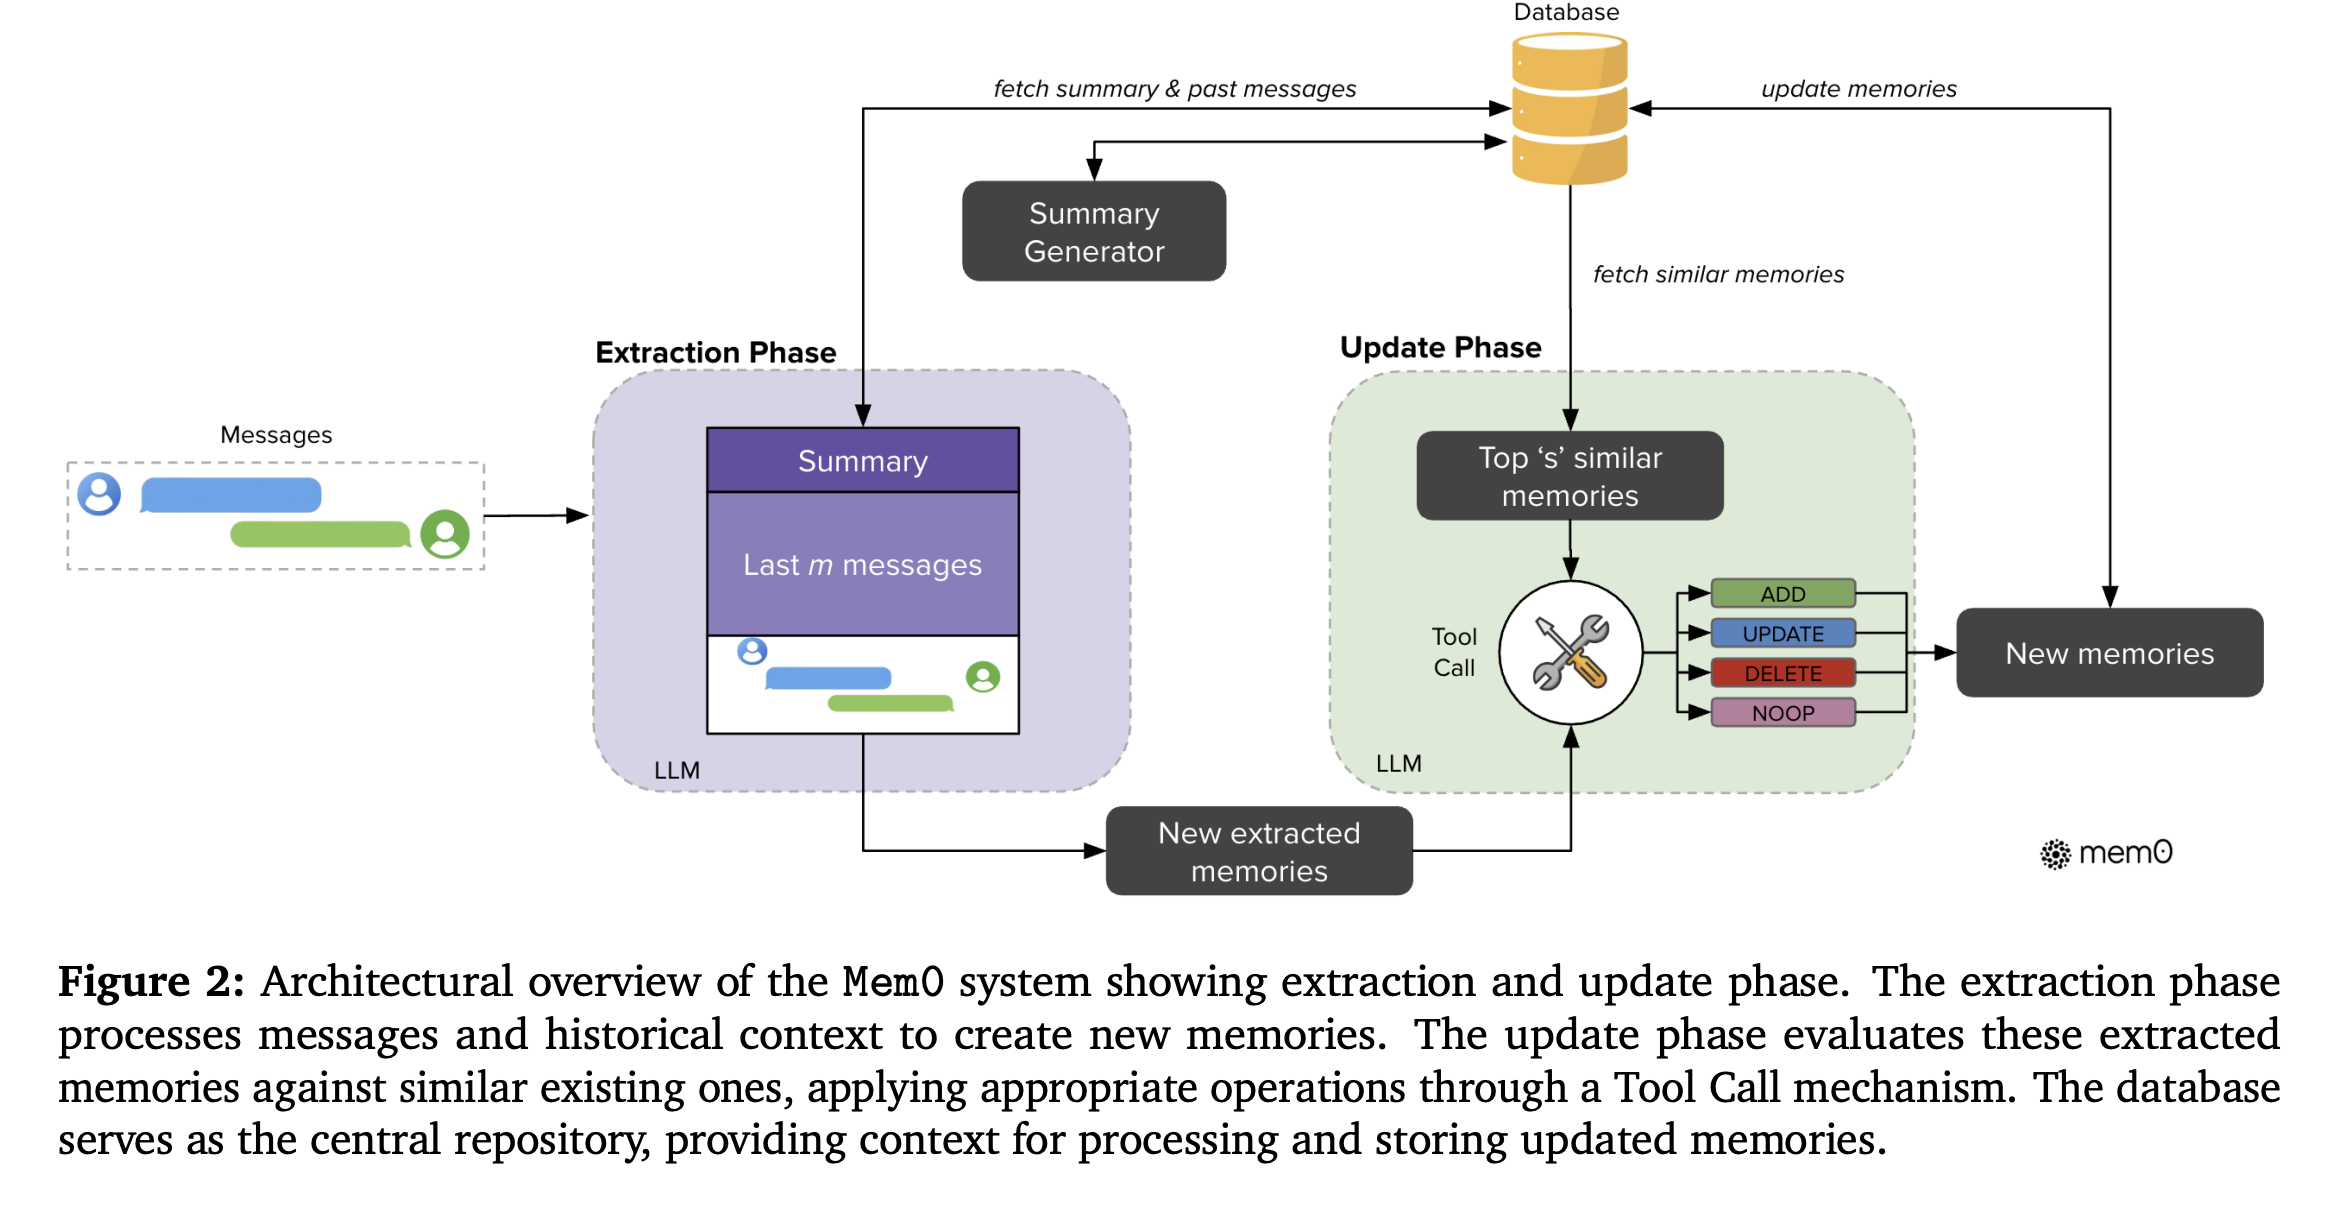 Database
fetch summary & past messages
update memories
Summary
Generator
fetch similar memories
Extraction Phase
Update Phase
Messages
Summary
Last m messages
LLM
Top ‘s’ similar
memories
Tool
Call
ADD
UPDATE
DELETE
NOOP
LLM
New memories
New extracted
memories
mem0
Figure 2: Architectural overview of the Mem0 system showing extraction and update phase. The extraction phase
processes messages and historical context to create new memories. The update phase evaluates these extracted
memories against similar existing ones, applying appropriate operations through a Tool Call mechanism. The database
serves as the central repository, providing context for processing and storing updated memories.